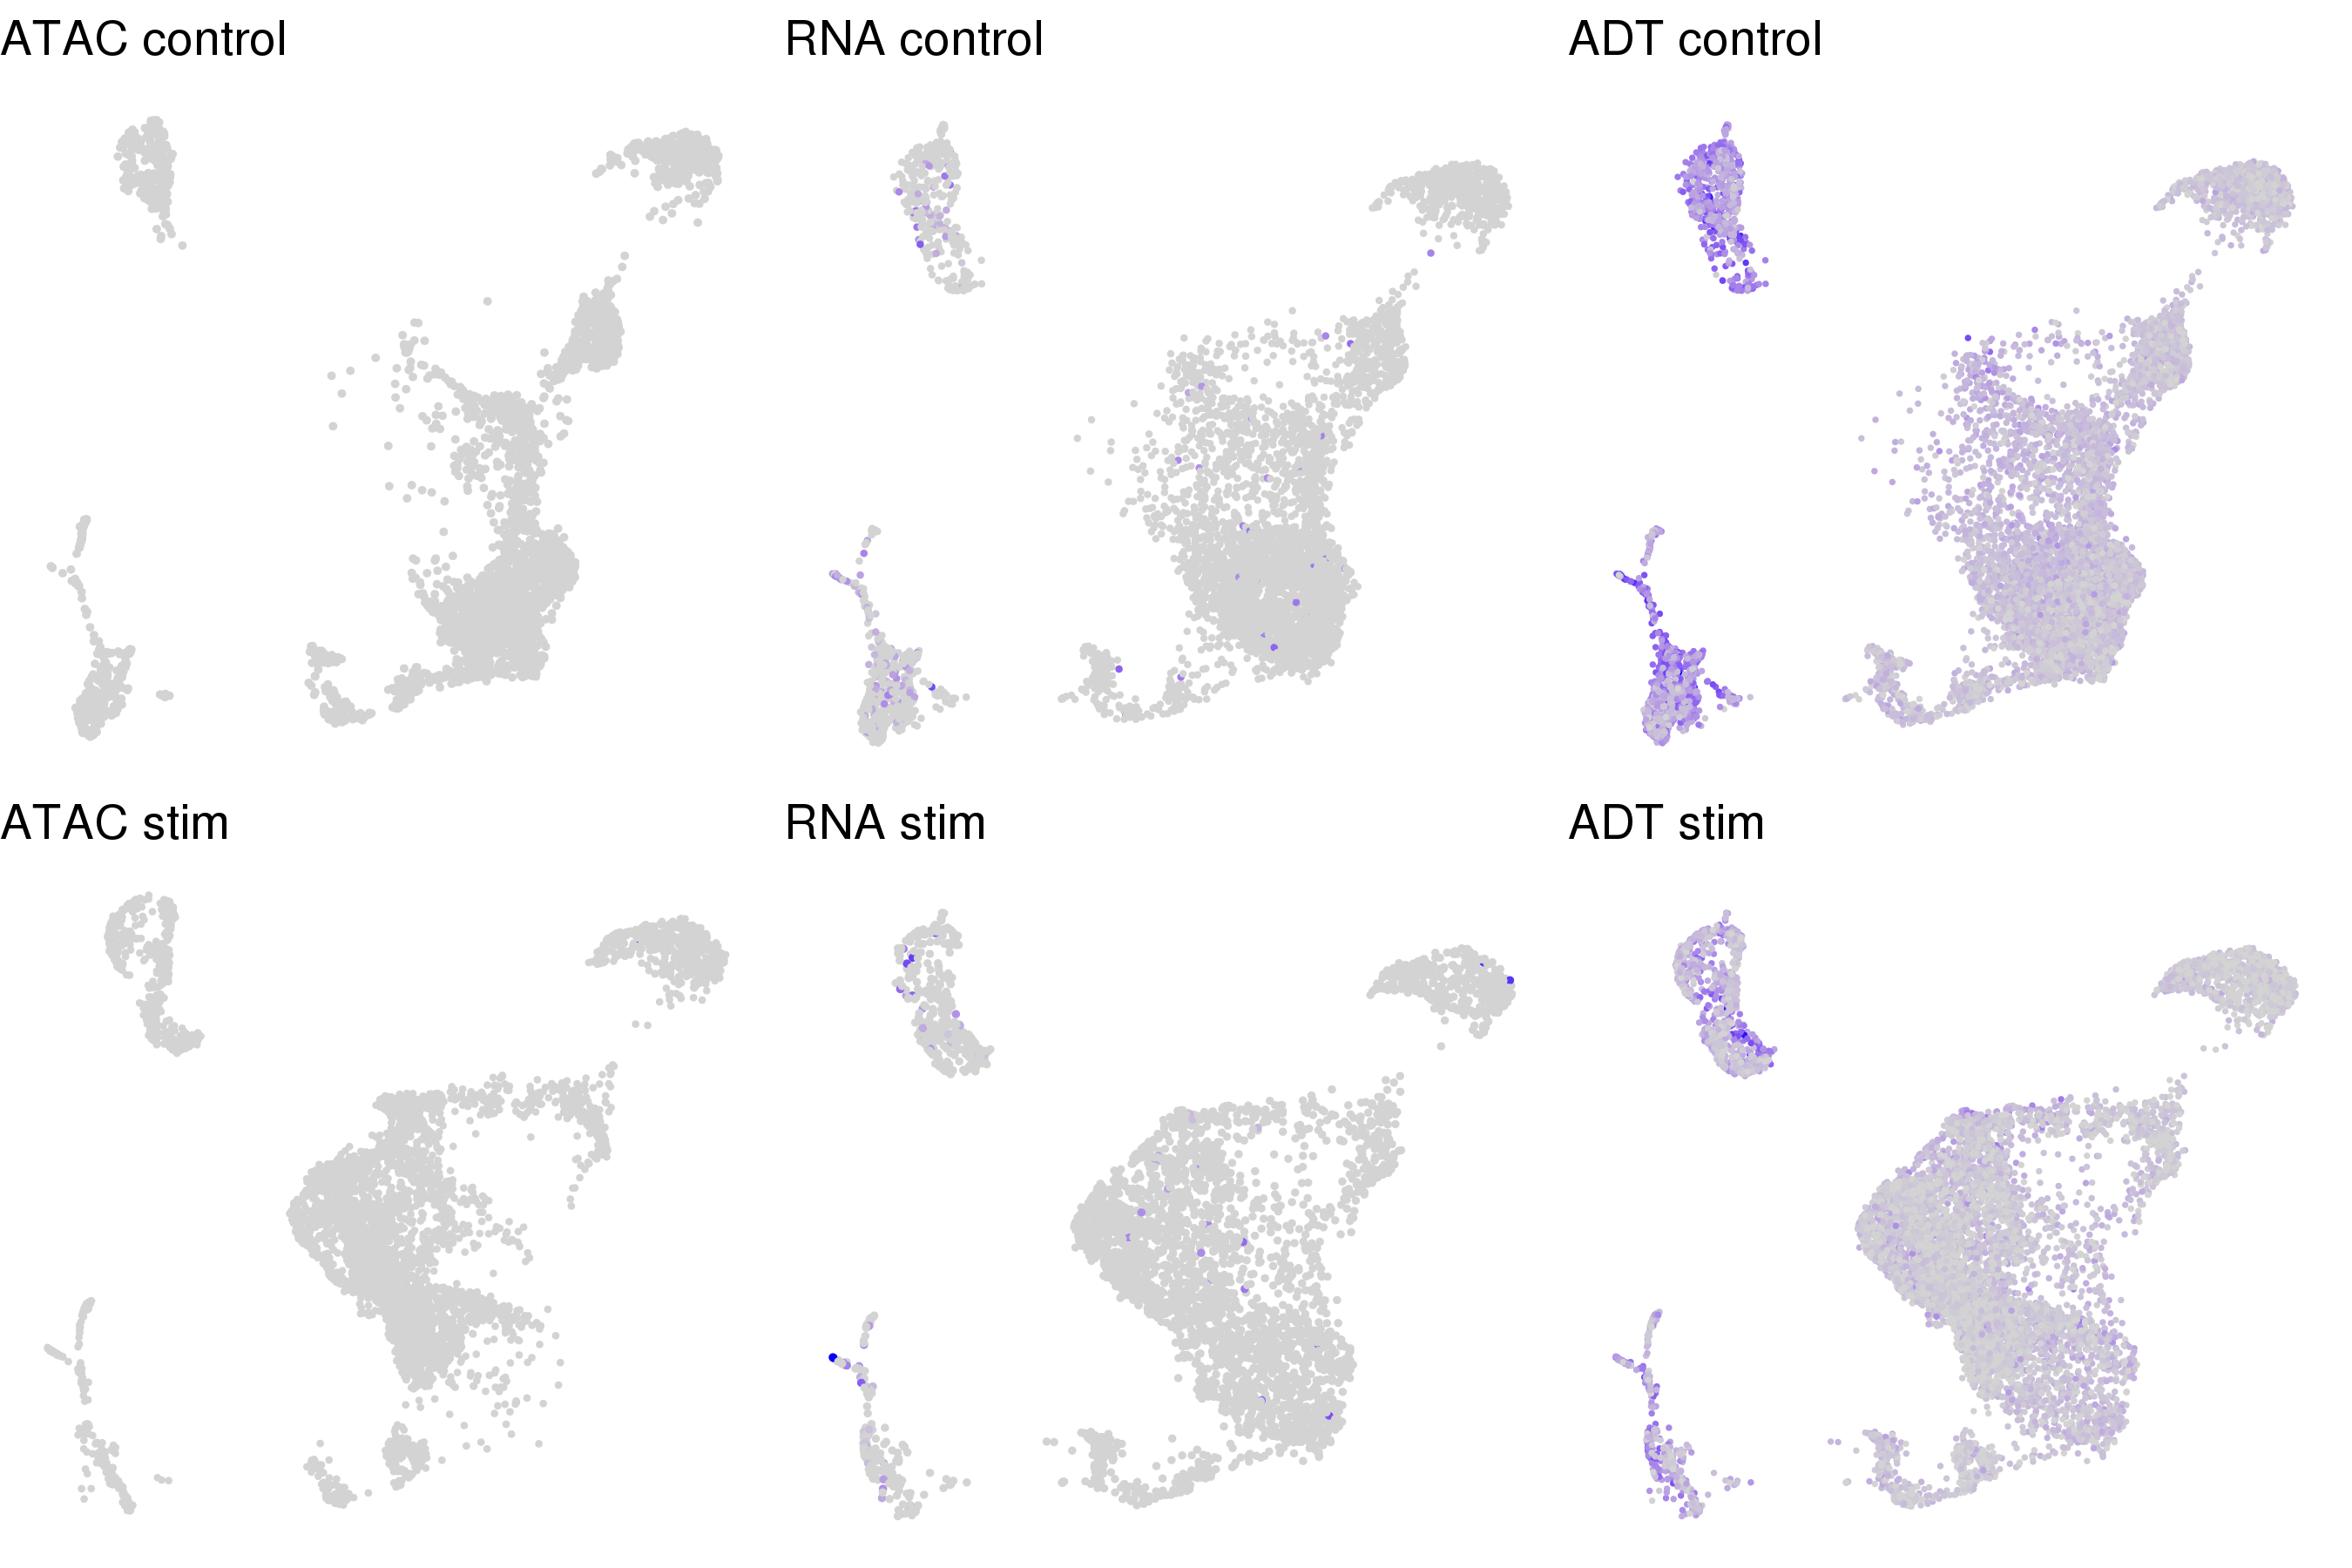 ATAC control
RNA control
ADT control
ATAC stim
RNA stim
ADT stim